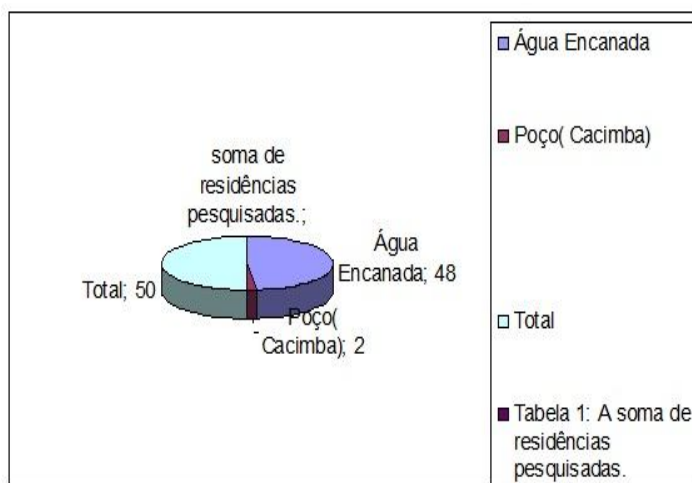 soma de
residências
pesquisadas.;
Água
Encanada; 48
Total; 50
Poço(
Cacimba); 2
-
Água Encanada
Poço( Cacimba)
Total
Tabela 1: A soma de
residências
pesquisadas.